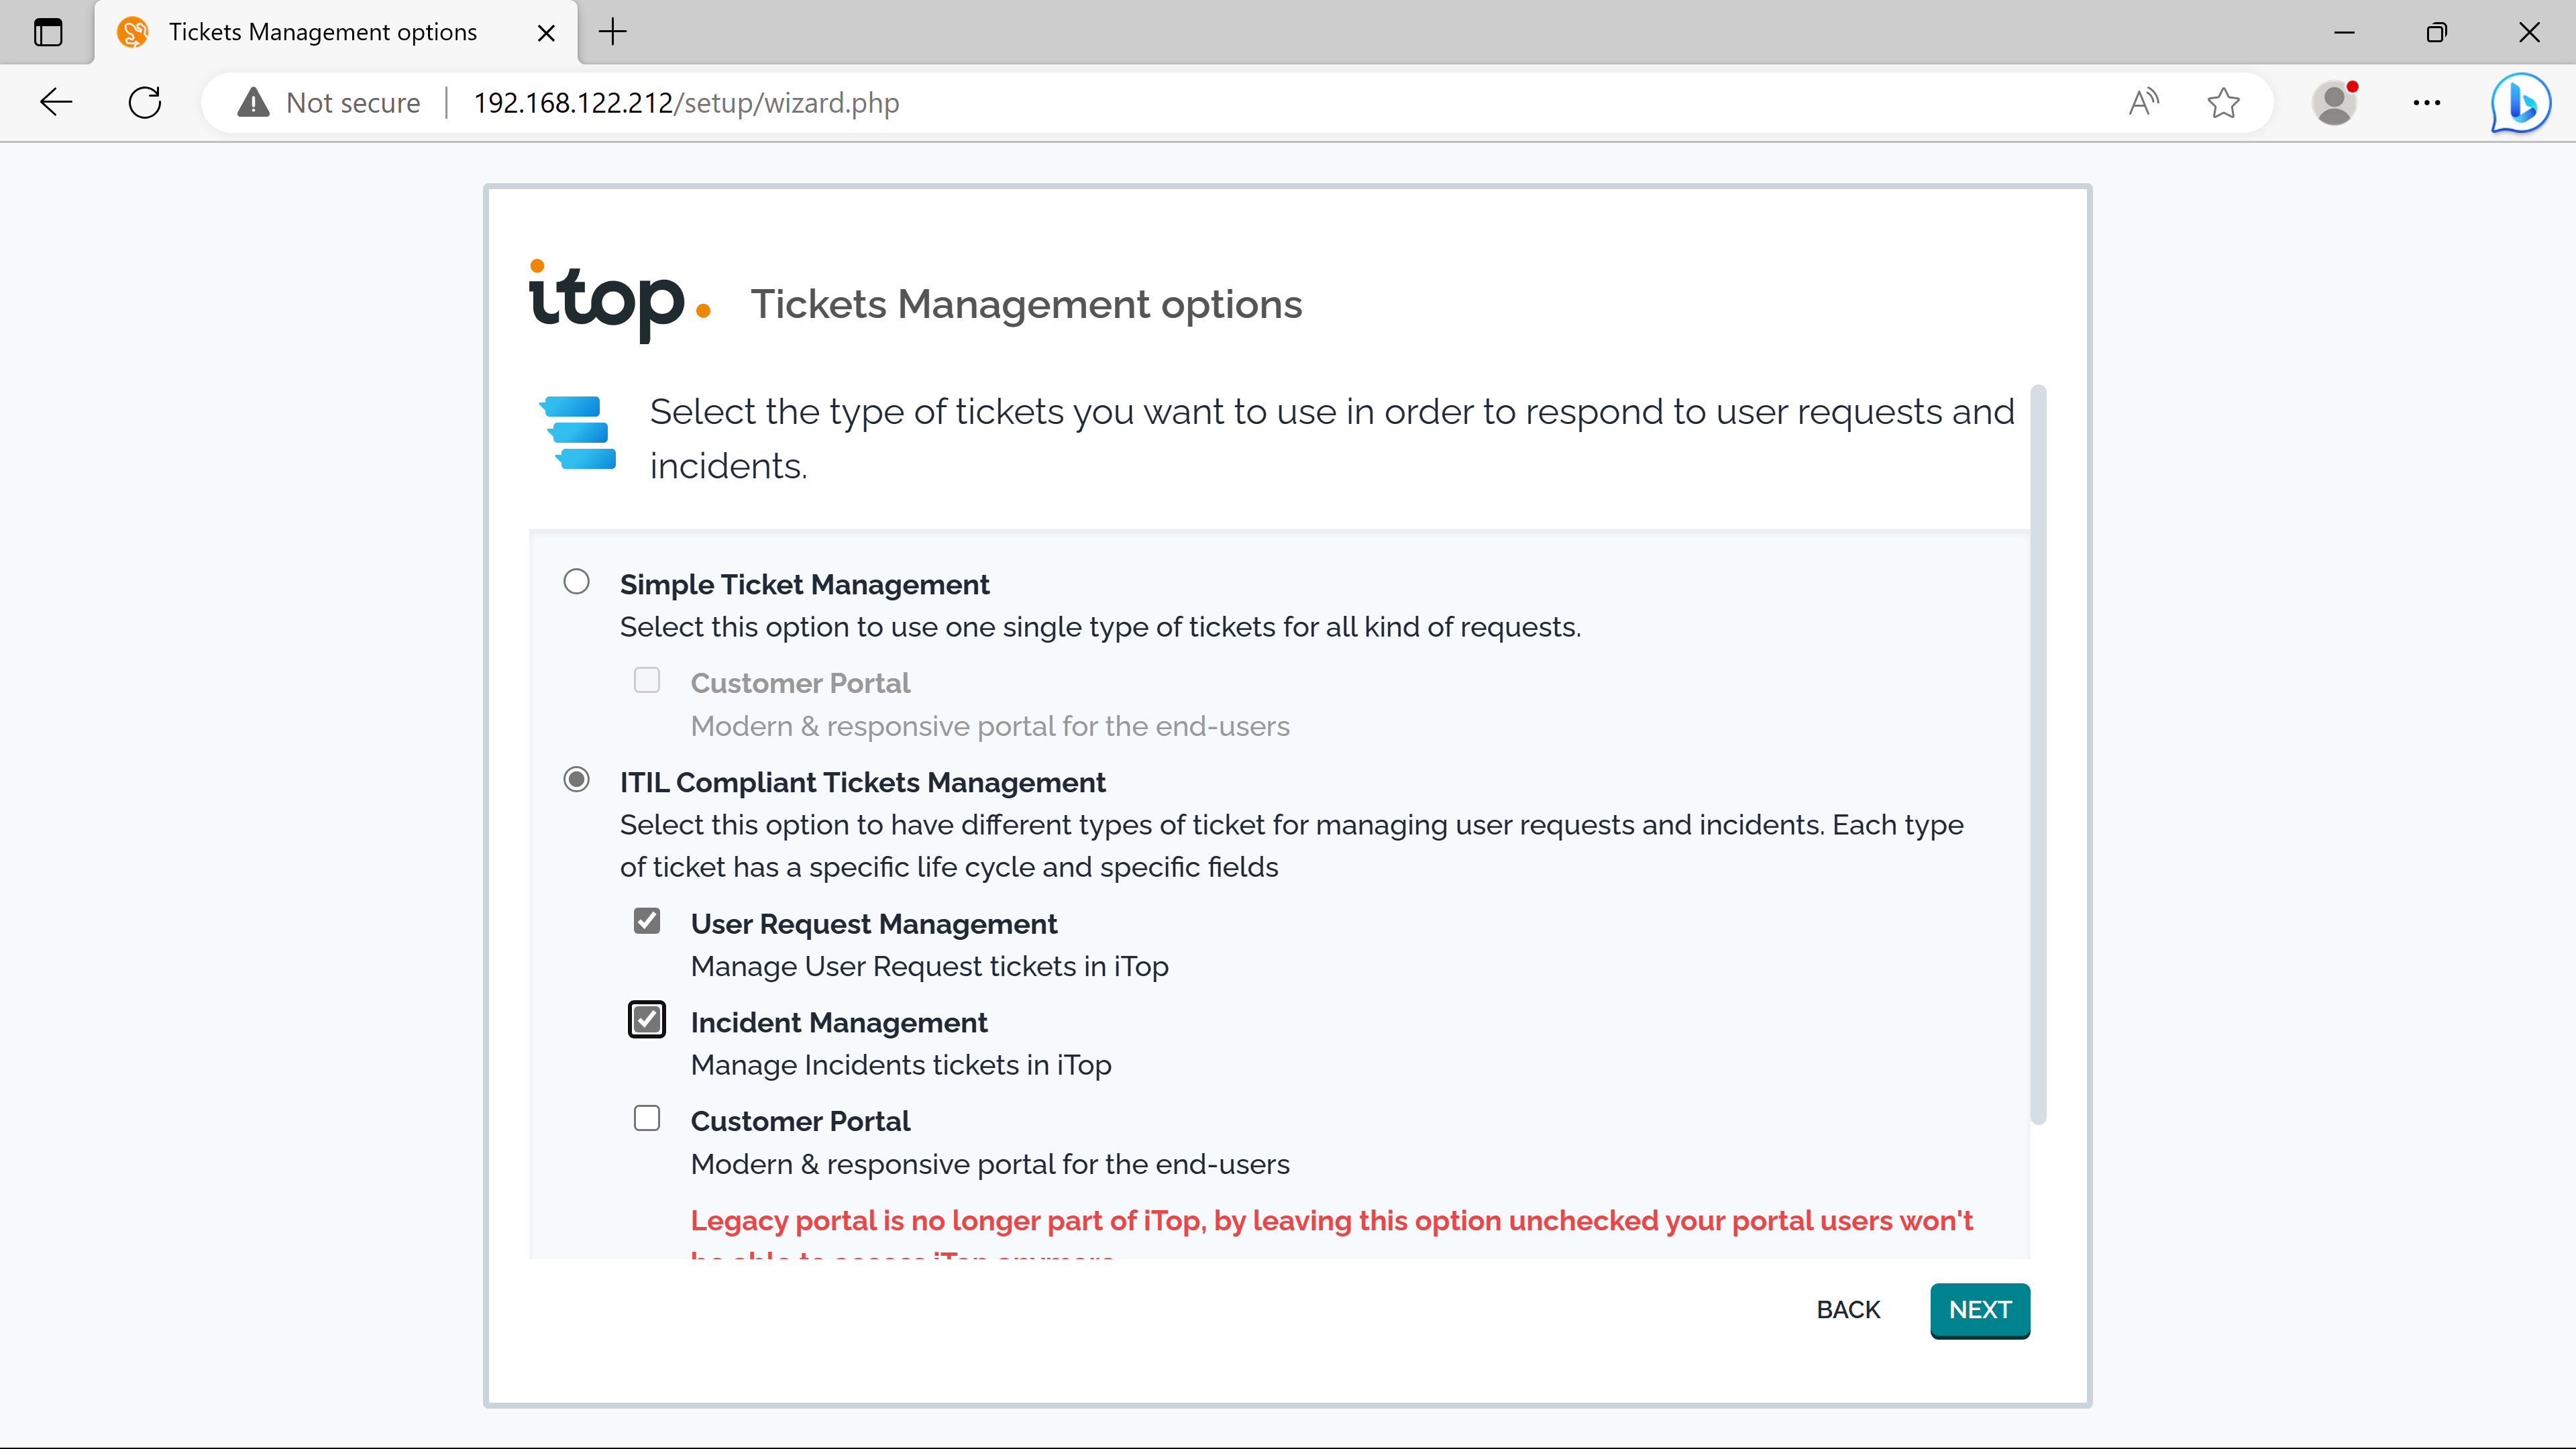 Tickets Management options
Not secure
192.168.122.212/setup/wizard.php
itop
Tickets Management options
Select the type of tickets you want to use in order to respond to user requests and
incidents.
Simple Ticket Management
Select this option to use one single type of tickets for all kind of requests.
Customer Portal
Modern & responsive portal for the end-users
ITIL Compliant Tickets Management
Select this option to have different types of ticket for managing user requests and incidents. Each type
of ticket has a specific life cycle and specific fields
User Request Management
Manage User Request tickets in iTop
Incident Management
Manage Incidents tickets in iTop
Customer Portal
Modern & responsive portal for the end-users
Legacy portal is no longer part of iTop, by leaving this option unchecked your portal users won't
be able to access iTop anymore
BACK
NEXT